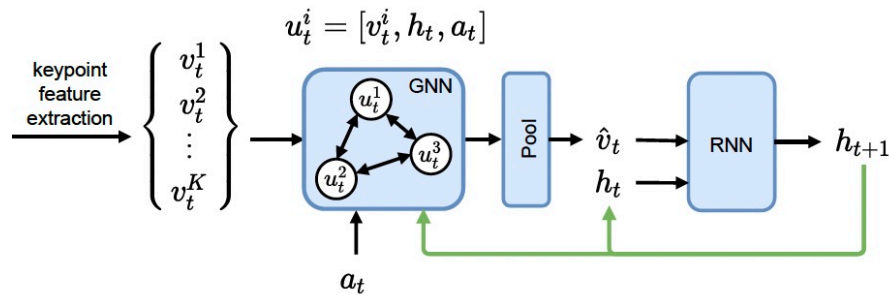 u_t^i = [v_t^i, h_t, a_t]
keypoint
feature
extraction
v_t^1
v_t^2
⋮
v_t^K
GNN
u_t^1
u_t^2
u_t^3
a_t
Pool
v̂_t
h_t
RNN
h_{t+1}